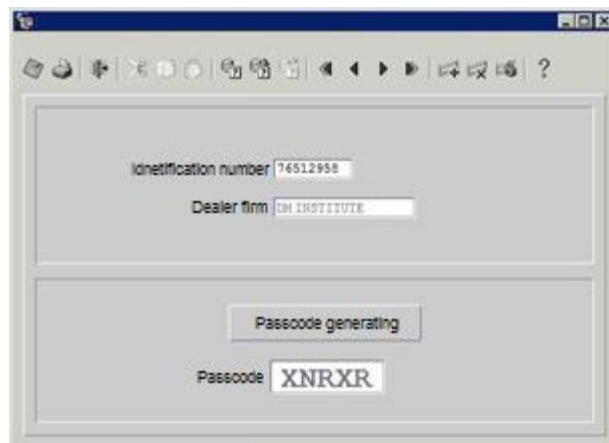 ?
Idnetification number 76512958
Dealer firm DM INSTITUTE
Passcode generating
Passcode XNRXR